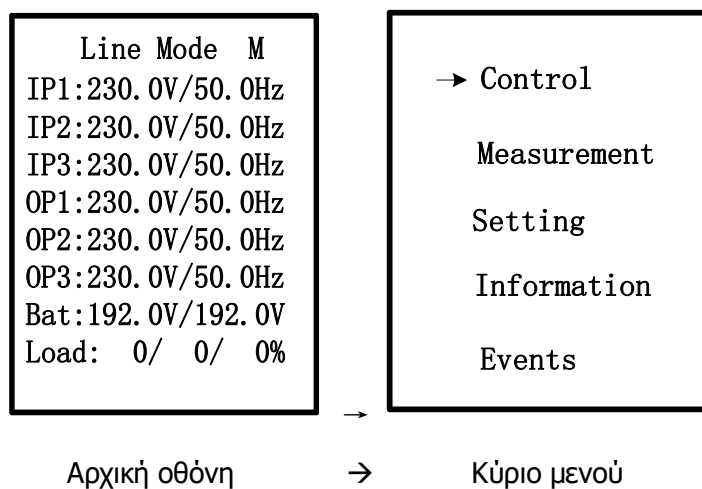 Line Mode M
IP1:230.0V/50.0Hz
IP2:230.0V/50.0Hz
IP3:230.0V/50.0Hz
OP1:230.0V/50.0Hz
OP2:230.0V/50.0Hz
OP3:230.0V/50.0Hz
Bat:192.0V/192.0V
Load: 0/ 0/ 0%
→ Control
Measurement
Setting
Information
Events
→
Αρχική οθόνη → Κύριο μενού